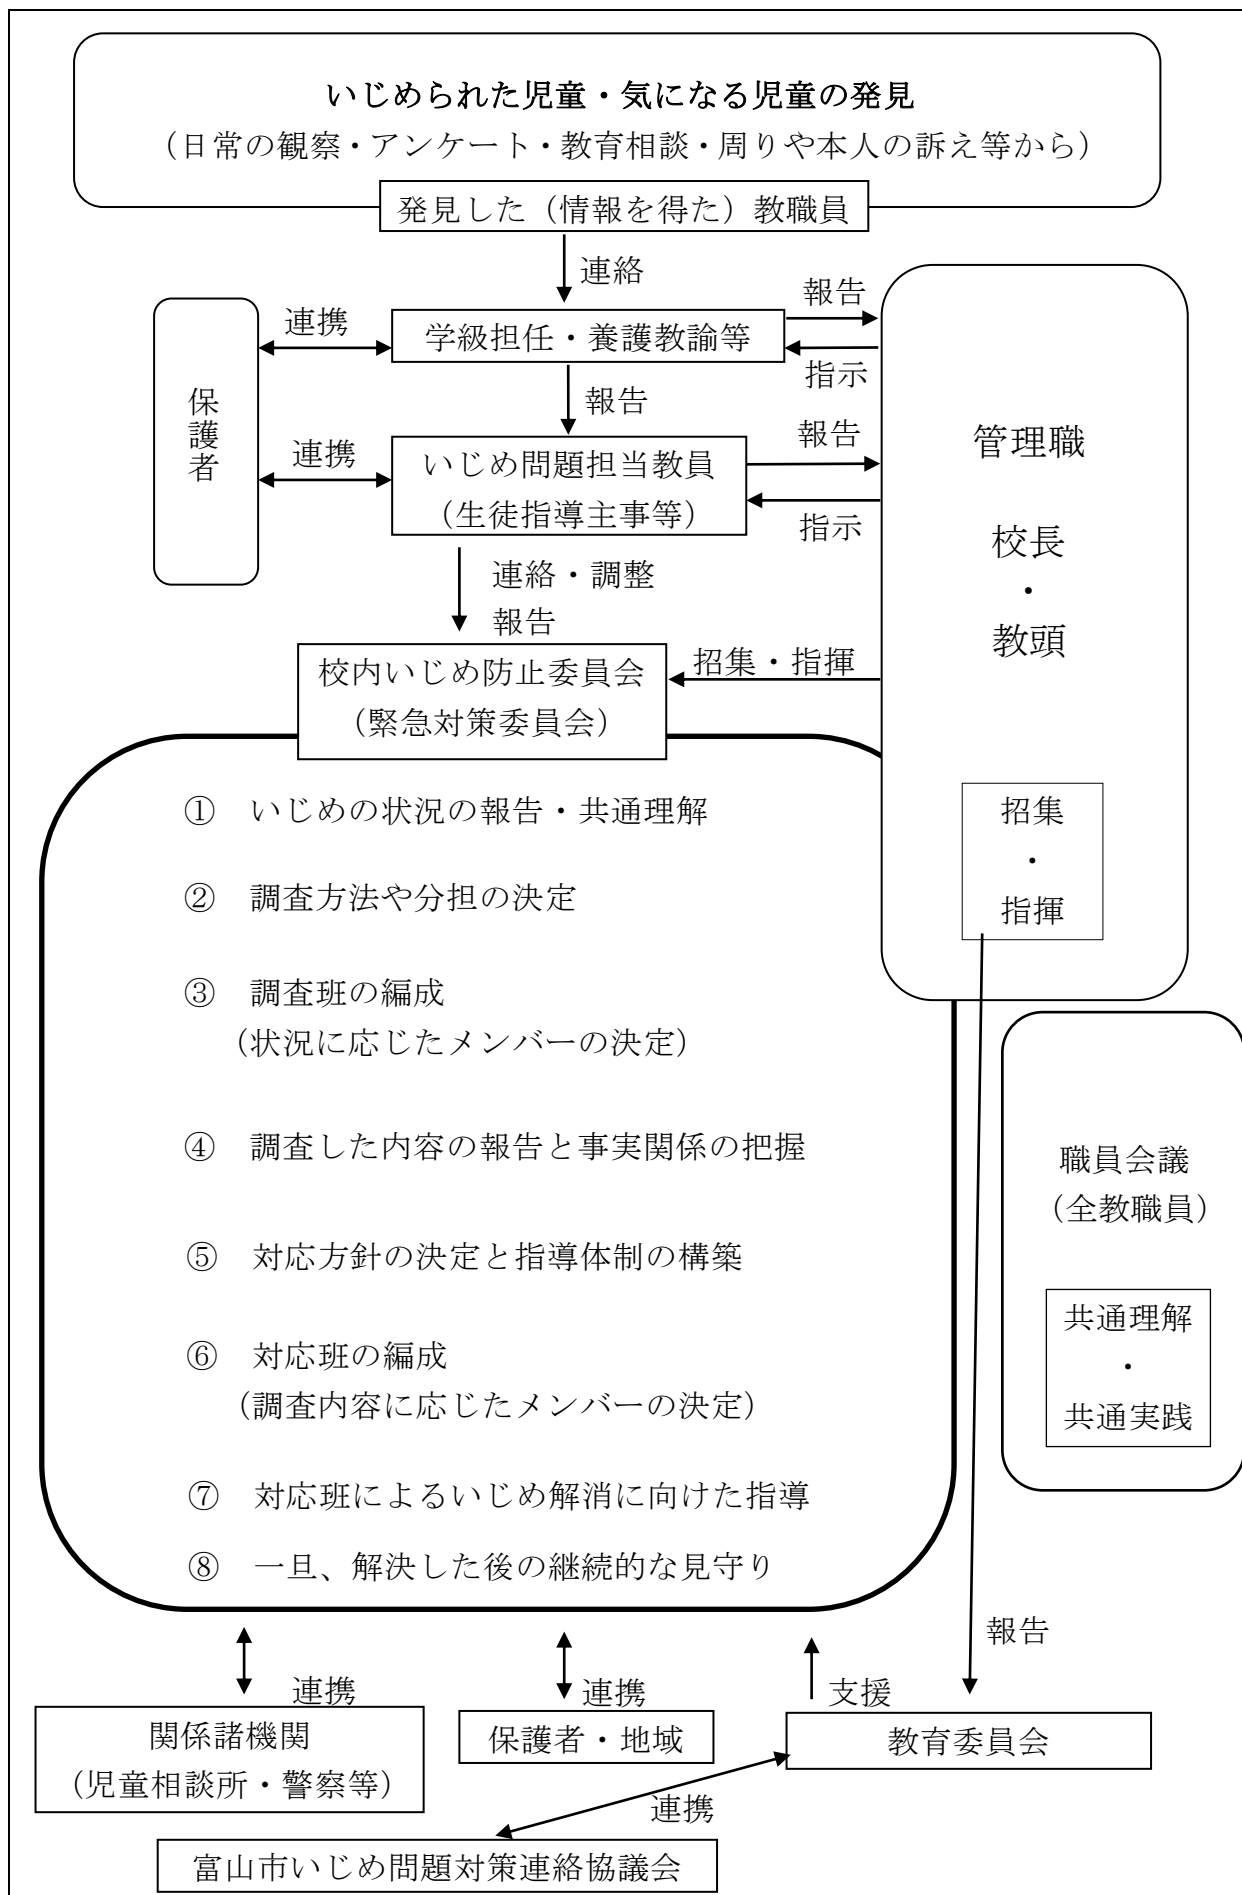 いじめられた児童・気になる児童の発見
（日常の観察・アンケート・教育相談・周りや本人の訴え等から）
発見した（情報を得た）教職員
連絡
報告
連携
学級担任・養護教諭等
指示
保護者
報告
報告
連携
いじめ問題担当教員
（生徒指導主事等）
指示
管理職
校長
・
教頭
連絡・調整
報告
招集・指揮
校内いじめ防止委員会
（緊急対策委員会）
招集
・
指揮
① いじめの状況の報告・共通理解
② 調査方法や分担の決定
③ 調査班の編成
（状況に応じたメンバーの決定）
④ 調査した内容の報告と事実関係の把握
⑤ 対応方針の決定と指導体制の構築
⑥ 対応班の編成
（調査内容に応じたメンバーの決定）
⑦ 対応班によるいじめ解消に向けた指導
⑧ 一旦、解決した後の継続的な見守り
職員会議
（全教職員）
共通理解
・
共通実践
報告
連携
連携
支援
関係諸機関
（児童相談所・警察等）
保護者・地域
教育委員会
連携
富山市いじめ問題対策連絡協議会